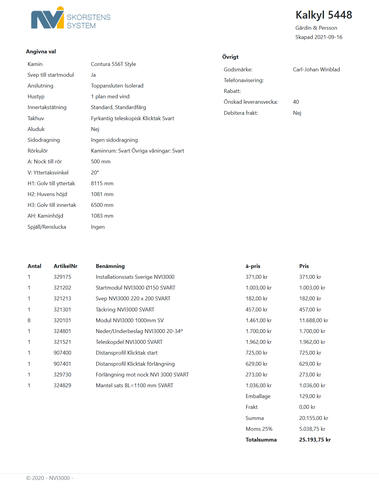 NVI SKORSTENS
SYSTEM
Kalkyl 5448
Gärdin & Persson
Skapad 2021-09-16
Angivna val
Kamin Contura 556T Style
Svep till startmodul Ja
Anslutning Toppansluten Isolerad
Hustyp 1 plan med vind
Innertakstätning Standard, Standardfärg
Takhuv Fyrkantig teleskopisk Klicktak Svart
Aluduk Nej
Sidodragning Ingen sidodragning
Rörkulör Kaminrum: Svart Övriga våningar: Svart
A: Nock till rör 500 mm
V: Yttertaksvinkel 20°
H1: Golv till yttertak 8115 mm
H2: Huvens höjd 1081 mm
H3: Golv till innertak 6500 mm
AH: Kaminhöjd 1083 mm
Spjäll/Renslucka Ingen
Övrigt
Godsmärke: Carl-Johan Winblad
Telefonavisering:
Rabatt:
Önskad leveransvecka: 40
Debitera frakt: Nej
Antal ArtikelNr Benämning à-pris Pris
1 329175 Installationssats Sverige NVI3000 371,00 kr 371,00 kr
1 321202 Startmodul NVI3000 Ø150 SVART 1.003,00 kr 1.003,00 kr
1 321213 Svep NVI3000 220 x 200 SVART 182,00 kr 182,00 kr
1 321301 Täckring NVI3000 SVART 457,00 kr 457,00 kr
8 320101 Modul NVI3000 1000mm SV 1.461,00 kr 11.688,00 kr
1 324801 Neder/Underbeslag NVI3000 20-34° 1.700,00 kr 1.700,00 kr
1 321521 Teleskopdel NVI3000 SVART 1.962,00 kr 1.962,00 kr
1 907400 Distansprofil Klicktak start 725,00 kr 725,00 kr
1 907401 Distansprofil Klicktak förlängning 629,00 kr 629,00 kr
1 329730 Förlängning mot nock NVI 3000 SVART 273,00 kr 273,00 kr
1 324829 Mantel sats BL<1100 mm SVART 1.036,00 kr 1.036,00 kr
Emballage 129,00 kr
Frakt 0,00 kr
Summa 20.155,00 kr
Moms 25% 5.038,75 kr
Totalsumma 25.193,75 kr
© 2020 - NVI3000 -